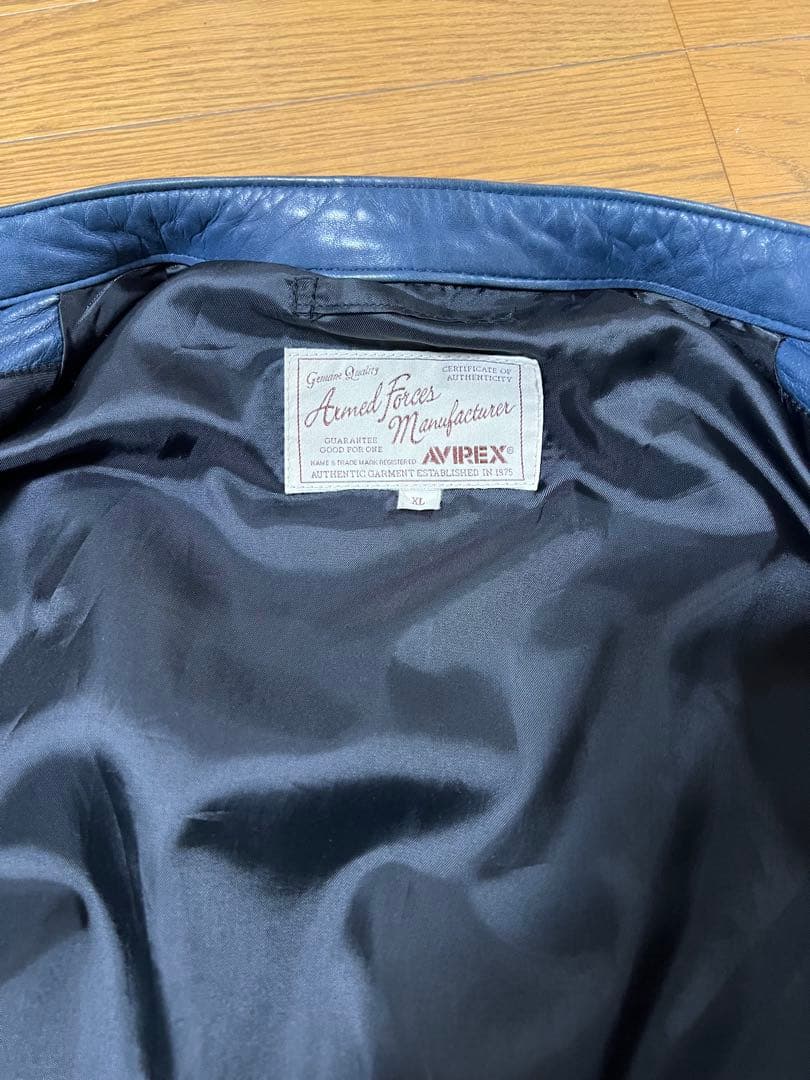 Genuine Quality
CERTIFICATE OF
AUTHENTICITY
Armed Forces
Manufacturer
GUARANTEE
GOOD FOR ONE
NAME & TRADE MARK REGISTERED AVIREX®
AUTHENTIC GARMENT ESTABLISHED IN 1975
XL